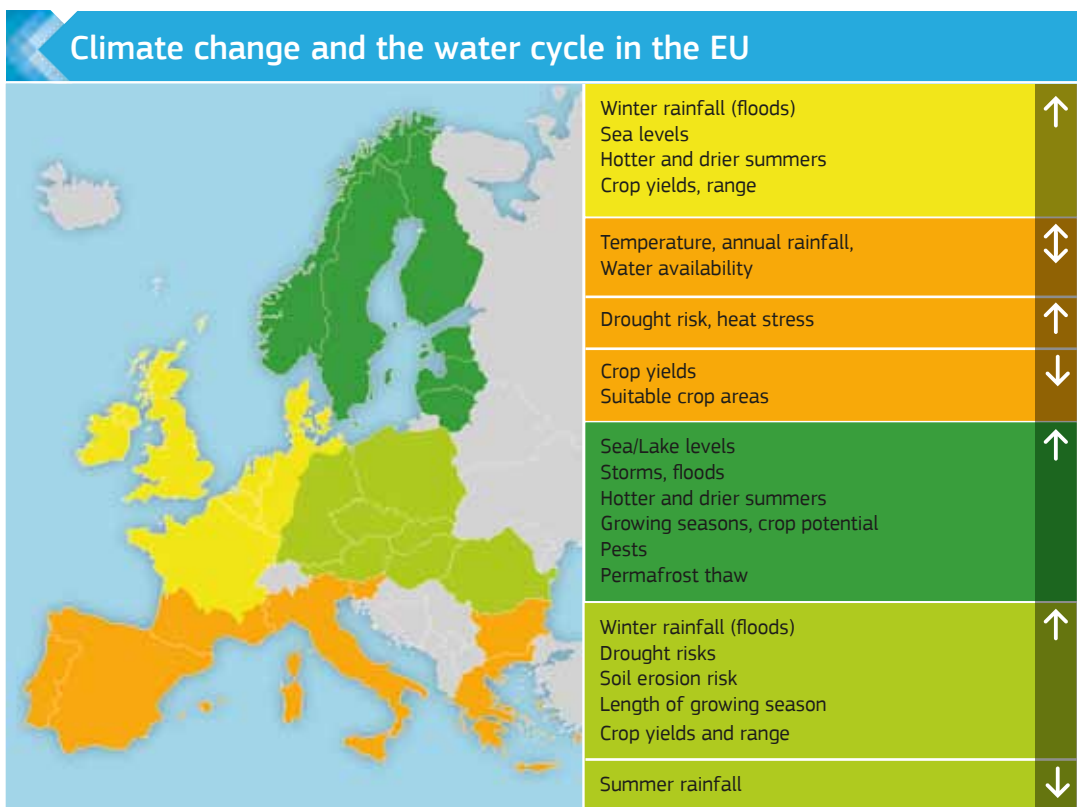 Climate change and the water cycle in the EU
Winter rainfall (floods)
Sea levels
Hotter and drier summers
Crop yields, range
Temperature, annual rainfall,
Water availability
Drought risk, heat stress
Crop yields
Suitable crop areas
Sea/Lake levels
Storms, floods
Hotter and drier summers
Growing seasons, crop potential
Pests
Permafrost thaw
Winter rainfall (floods)
Drought risks
Soil erosion risk
Length of growing season
Crop yields and range
Summer rainfall